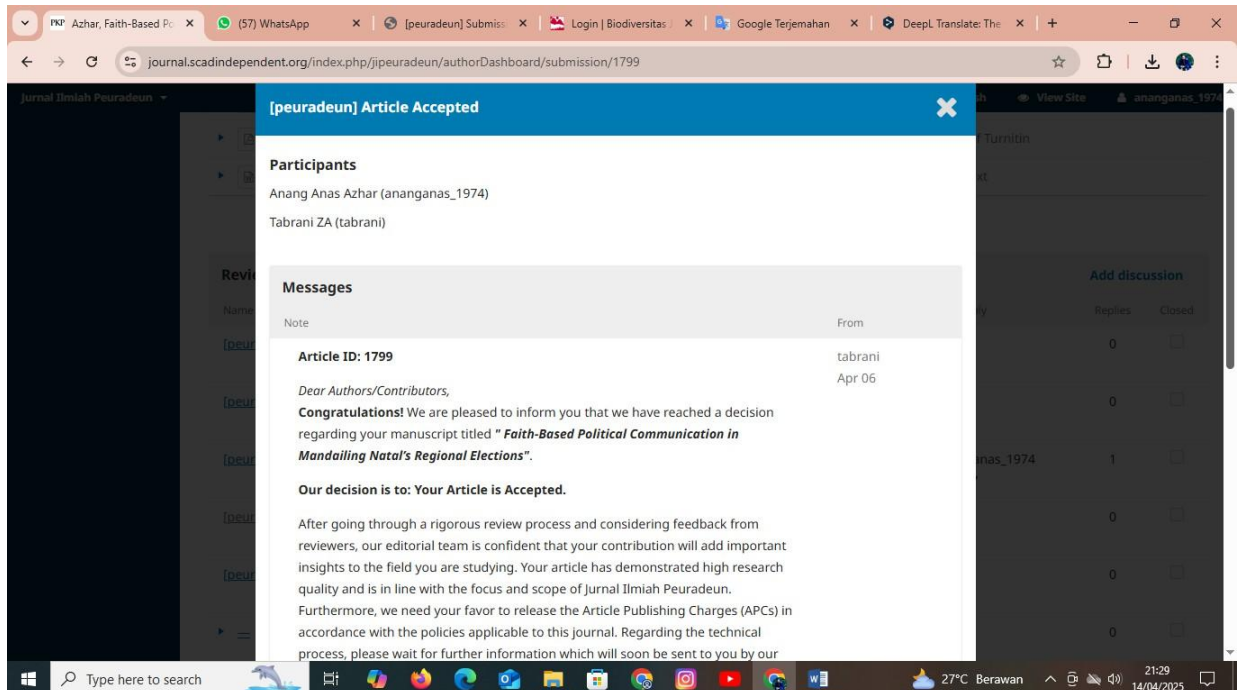 PKP Azhar, Faith-Based Po
(57) WhatsApp
[peuradeun] Submiss
Login | Biodiversitas
Google Terjemahan
DeepL Translate: The
journal.scadindependent.org/index.php/jipeuradeun/authorDashboard/submission/1799
Jurnal Ilmiah Peuradeun
View Site
ananganas_1974
[peuradeun] Article Accepted
f Turnitin
Participants
Anang Anas Azhar (ananganas_1974)
Tabrani ZA (tabrani)
Add discussion
Messages
Replies Closed
Note From
Article ID: 1799 tabrani
Apr 06
Dear Authors/Contributors,
Congratulations! We are pleased to inform you that we have reached a decision
regarding your manuscript titled " Faith-Based Political Communication in
Mandailing Natal's Regional Elections".
Our decision is to: Your Article is Accepted.
After going through a rigorous review process and considering feedback from
reviewers, our editorial team is confident that your contribution will add important
insights to the field you are studying. Your article has demonstrated high research
quality and is in line with the focus and scope of Jurnal Ilmiah Peuradeun.
Furthermore, we need your favor to release the Article Publishing Charges (APCs) in
accordance with the policies applicable to this journal. Regarding the technical
process, please wait for further information which will soon be sent to you by our
Name
0
0
anas_1974 1
0
0
0
Type here to search
27°C Berawan
21:29
14/04/2025